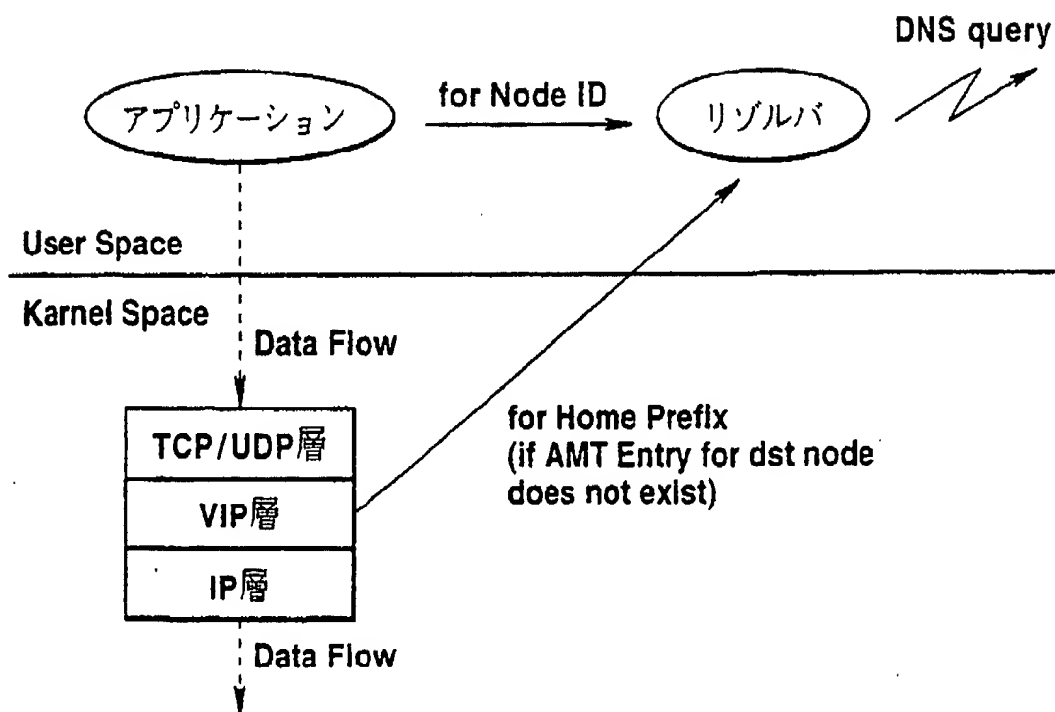 DNS query
アプリケーション
for Node ID
リゾルバ
User Space
Karnel Space
Data Flow
TCP/UDP層
VIP層
IP層
for Home Prefix
(if AMT Entry for dst node
does not exist)
Data Flow